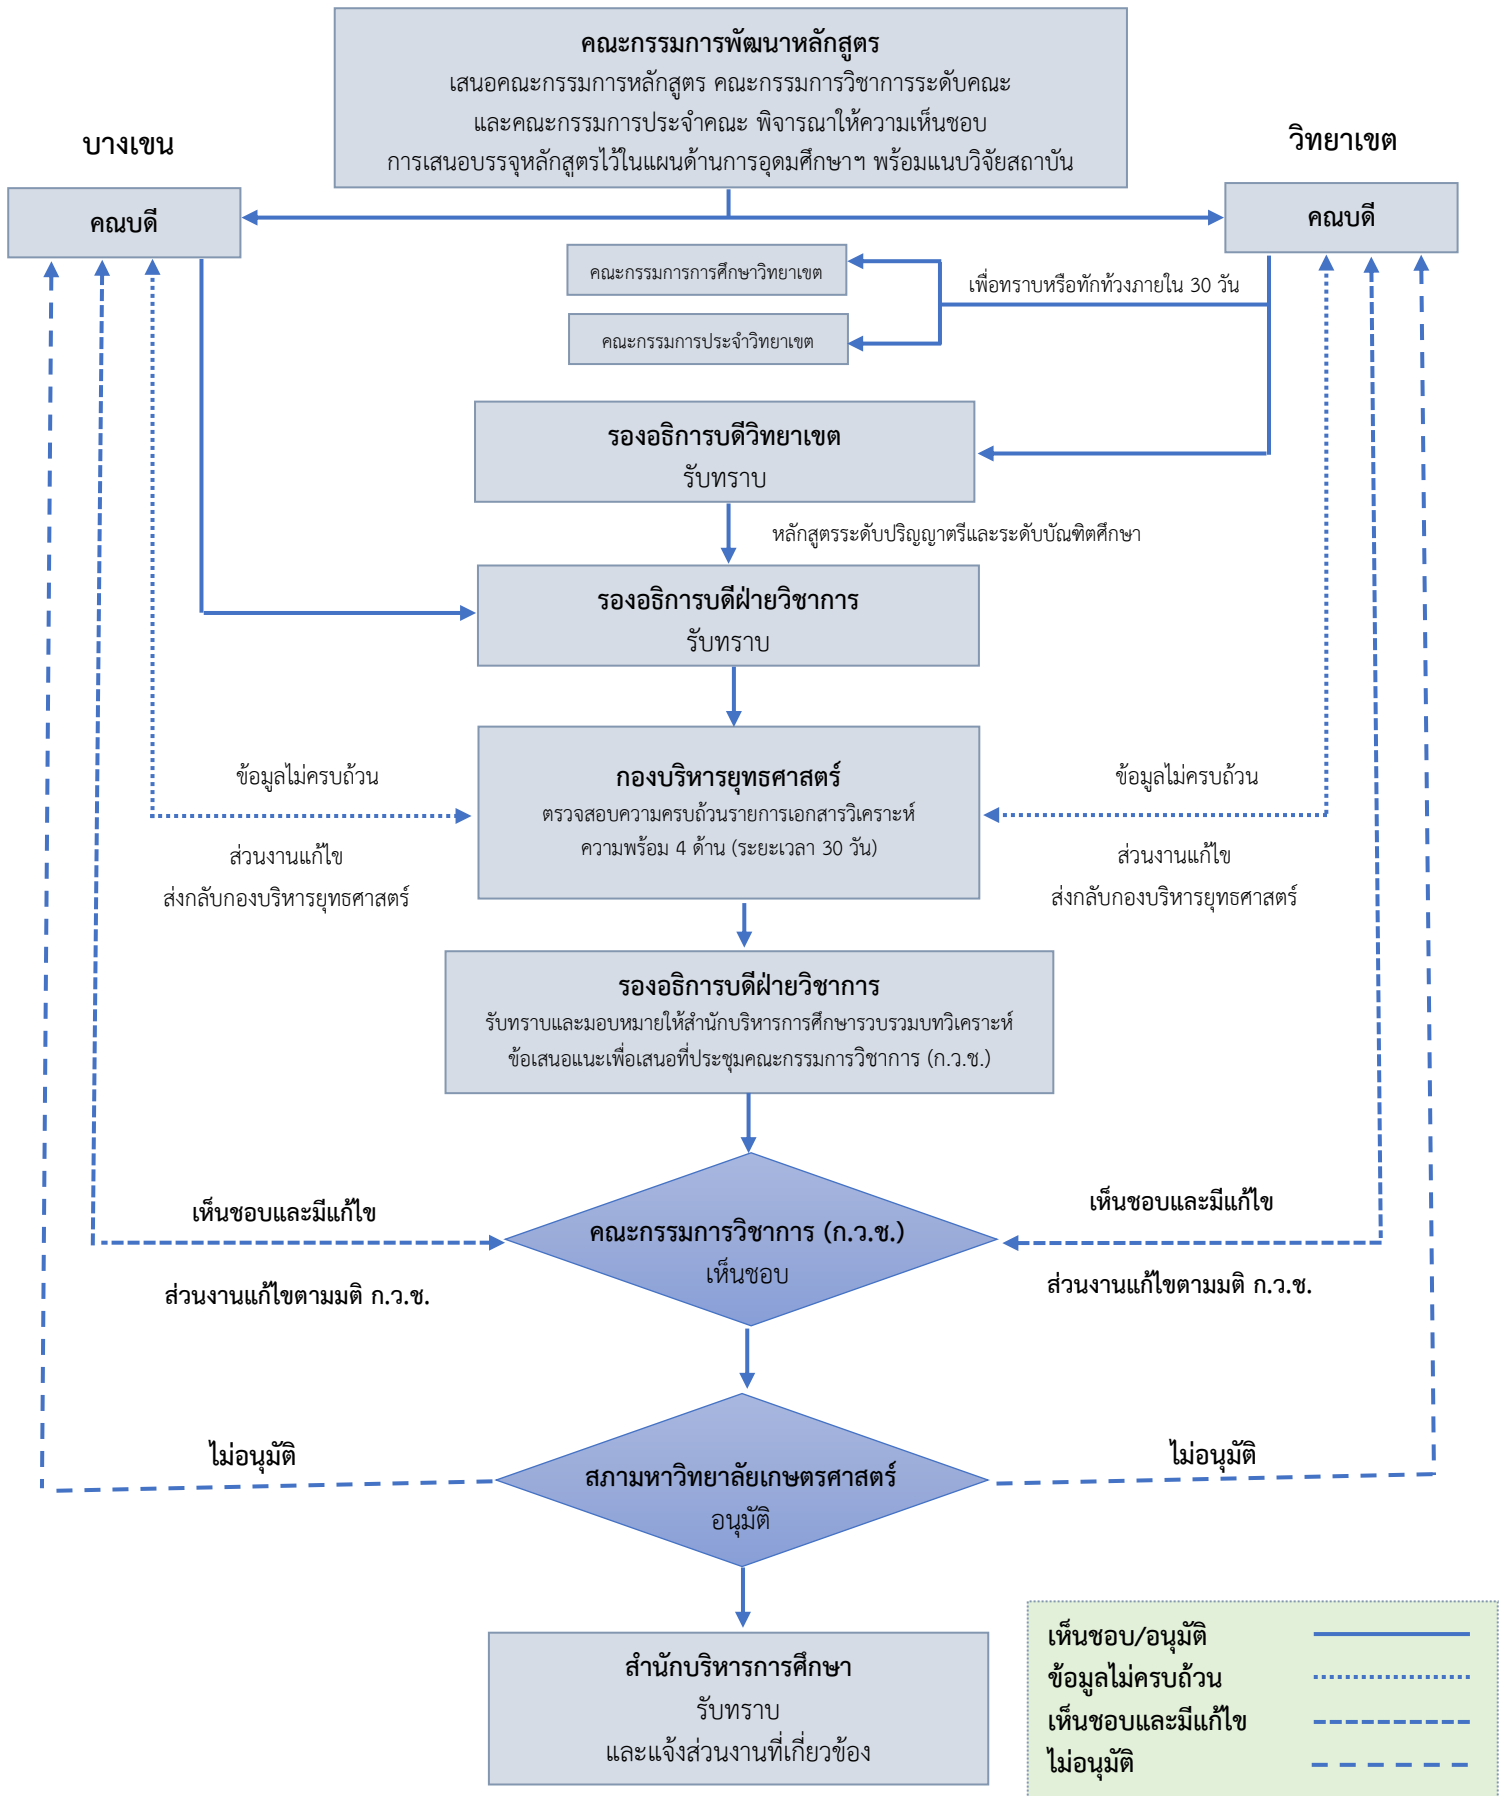 คณะกรรมการพัฒนาหลักสูตร
เสนอคณะกรรมการหลักสูตร คณะกรรมการวิชาการระดับคณะ
และคณะกรรมการประจำคณะ พิจารณาให้ความเห็นชอบ
การเสนอบรรจุหลักสูตรไว้ในแผนด้านการอุดมศึกษาฯ พร้อมแนบวิจัยสถาบัน
บางเขน
วิทยาเขต
คณบดี
คณบดี
คณะกรรมการการศึกษาวิทยาเขต
เพื่อทราบหรือทักท้วงภายใน 30 วัน
คณะกรรมการประจำวิทยาเขต
รองอธิการบดีวิทยาเขต
รับทราบ
หลักสูตรระดับปริญญาตรีและระดับบัณฑิตศึกษา
รองอธิการบดีฝ่ายวิชาการ
รับทราบ
ข้อมูลไม่ครบถ้วน
กองบริหารยุทธศาสตร์
ตรวจสอบความครบถ้วนรายการเอกสารวิเคราะห์
ความพร้อม 4 ด้าน (ระยะเวลา 30 วัน)
ข้อมูลไม่ครบถ้วน
ส่วนงานแก้ไข
ส่งกลับกองบริหารยุทธศาสตร์
ส่วนงานแก้ไข
ส่งกลับกองบริหารยุทธศาสตร์
รองอธิการบดีฝ่ายวิชาการ
รับทราบและมอบหมายให้สำนักบริหารการศึกษารวบรวมบทวิเคราะห์
ข้อเสนอแนะเพื่อเสนอที่ประชุมคณะกรรมการวิชาการ (ก.ว.ช.)
เห็นชอบและมีแก้ไข
เห็นชอบและมีแก้ไข
คณะกรรมการวิชาการ (ก.ว.ช.)
เห็นชอบ
ส่วนงานแก้ไขตามมติ ก.ว.ช.
ส่วนงานแก้ไขตามมติ ก.ว.ช.
ไม่อนุมัติ
ไม่อนุมัติ
สภามหาวิทยาลัยเกษตรศาสตร์
อนุมัติ
สำนักบริหารการศึกษา
รับทราบ
และแจ้งส่วนงานที่เกี่ยวข้อง
เห็นชอบ/อนุมัติ
ข้อมูลไม่ครบถ้วน
เห็นชอบและมีแก้ไข
ไม่อนุมัติ